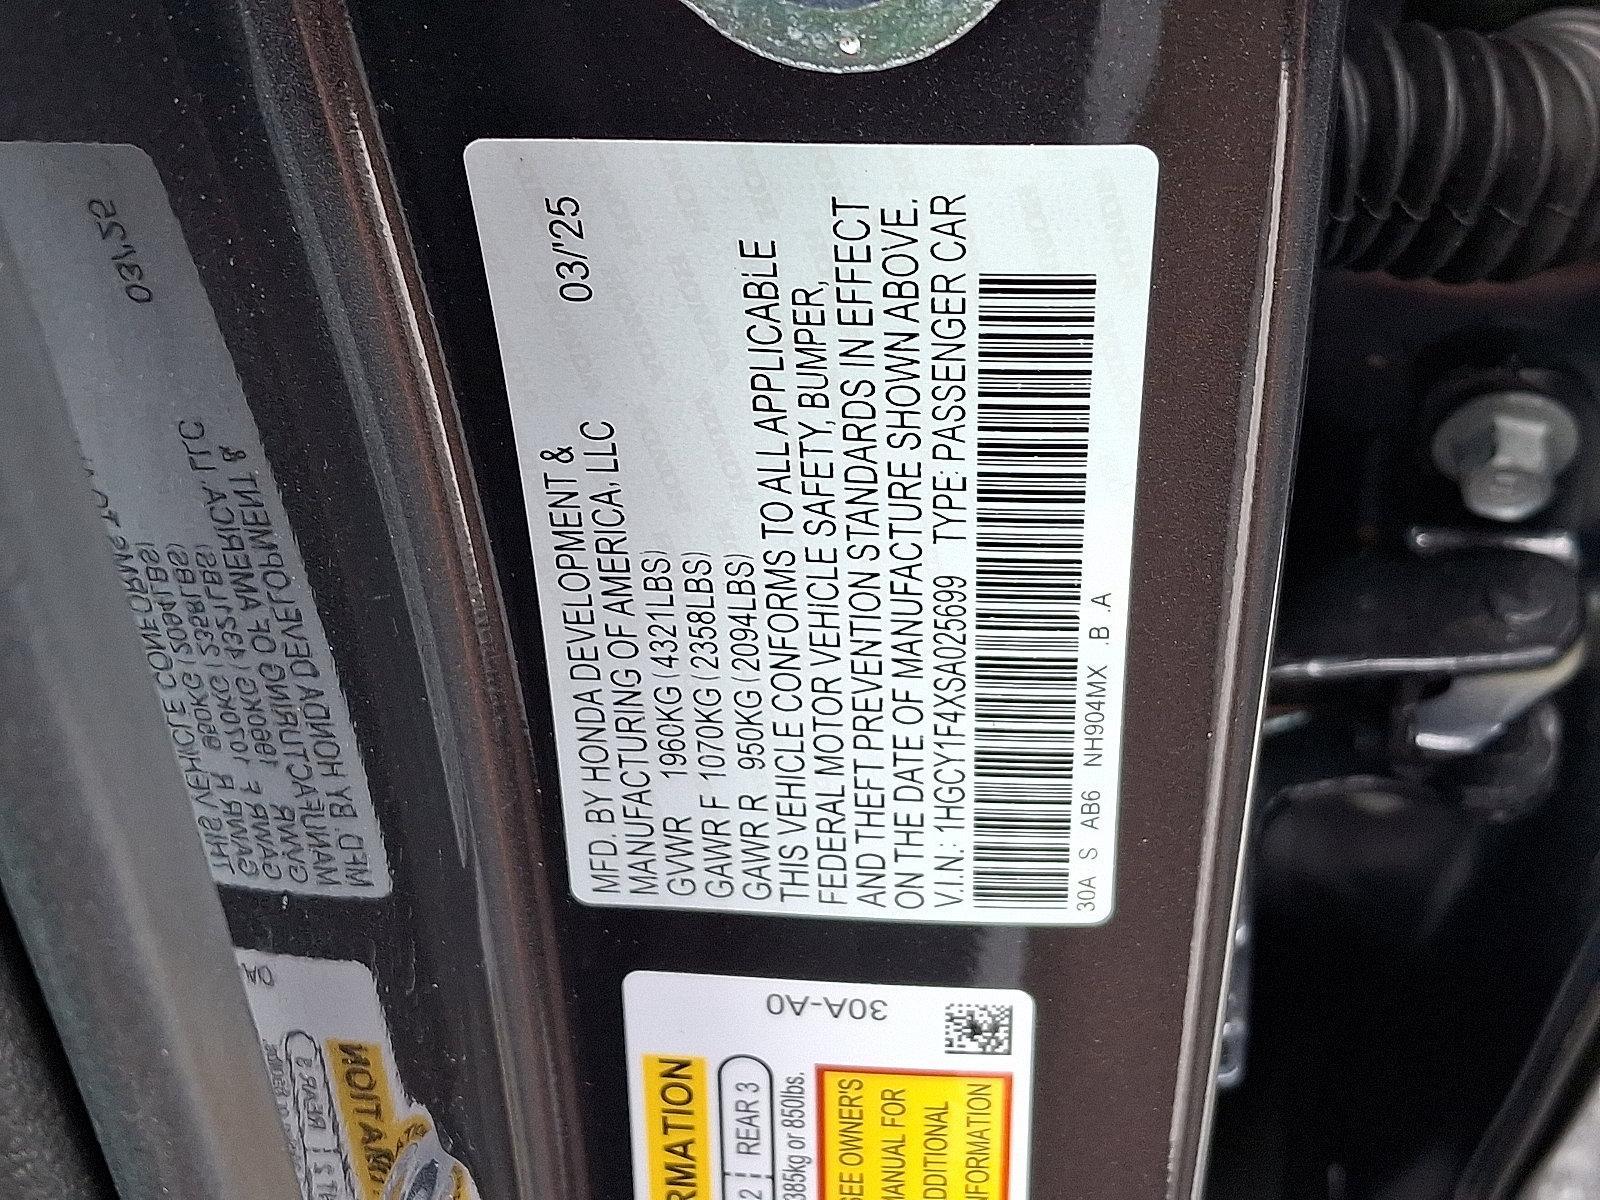 MFD. BY HONDA DEVELOPMENT & 03/'25
MANUFACTURING OF AMERICA, LLC
GVWR 1960KG (4321LBS)
GAWR F 1070KG (2358LBS)
GAWR R 950KG (2094LBS)
THIS VEHICLE CONFORMS TO ALL APPLICABLE
FEDERAL MOTOR VEHICLE SAFETY, BUMPER,
AND THEFT PREVENTION STANDARDS IN EFFECT
ON THE DATE OF MANUFACTURE SHOWN ABOVE.
V.I.N.: 1HGCY1F4XSA025699 TYPE: PASSENGER CAR
30A S AB6 NH904MX .B .A
30A-A0
RMATION
2 REAR 3
385kg or 850lbs.
SEE OWNER'S
MANUAL FOR
ADDITIONAL
INFORMATION